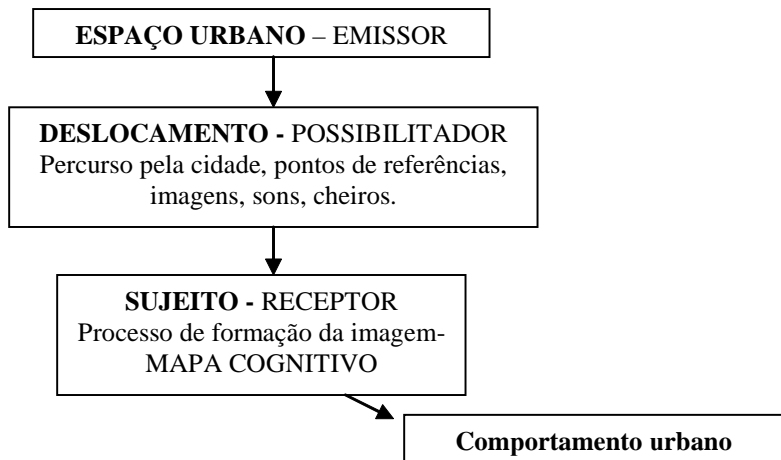 ESPAÇO URBANO – EMISSOR
DESLOCAMENTO - POSSIBILITADOR
Percurso pela cidade, pontos de referências,
imagens, sons, cheiros.
SUJEITO - RECEPTOR
Processo de formação da imagem-
MAPA COGNITIVO
Comportamento urbano